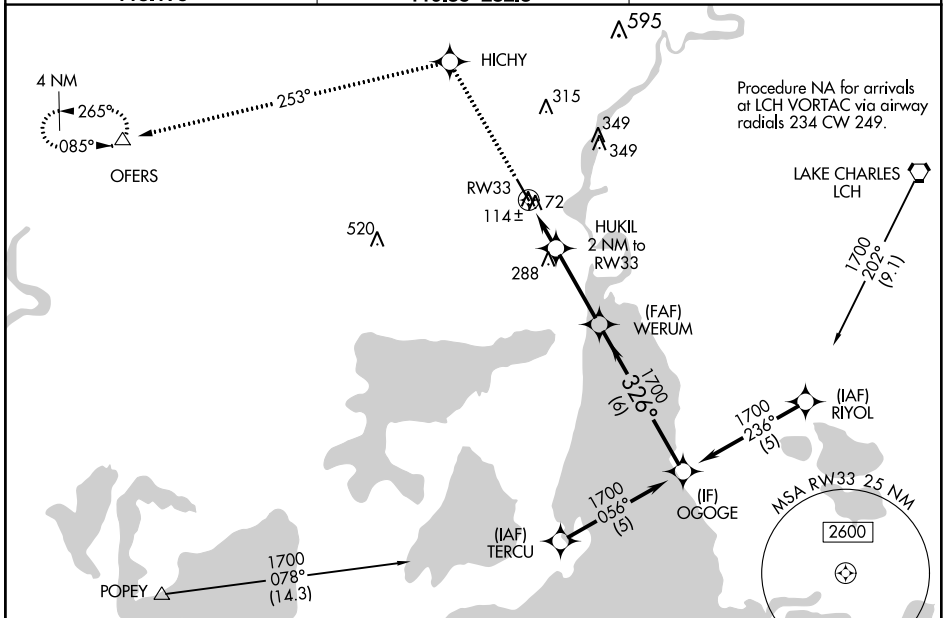 595
HICHY
4 NM
265°
085°
OFERS
253°
315
349
349
Procedure NA for arrivals
at LCH VORTAC via airway
radials 234 CW 249.
LAKE CHARLES
LCH
1700
202°
(9.1)
RW33
72
114±
520
HUKIL
2 NM to
RW33
288
(FAF)
WERUM
1700
326°
(6)
(IAF)
RIYOL
1700
236°
(5)
(IF)
OGOGE
1700
056°
(5)
(IAF)
TERCU
POPEY
1700
078°
(14.3)
MSA RW33 25 NM
2600